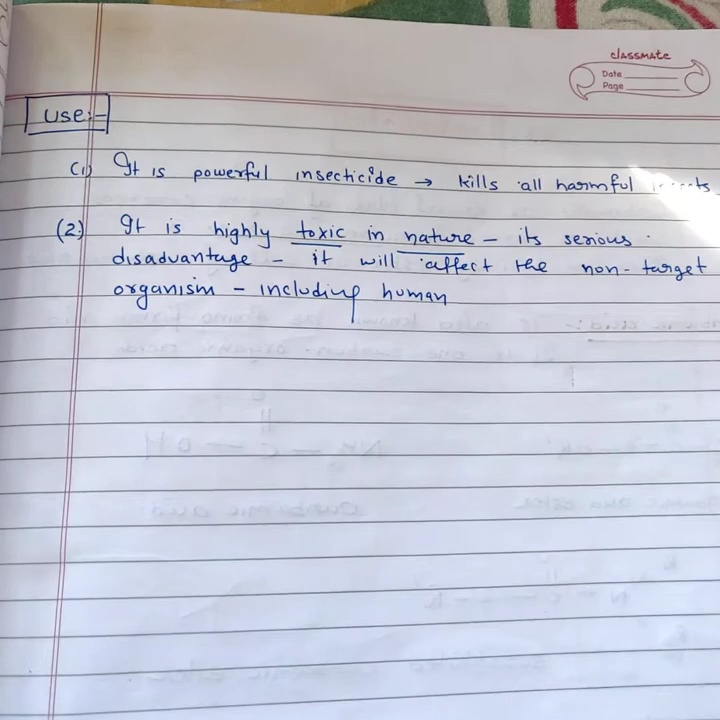 classmate
Date
Page
Use:-
(1) It is powerful insecticide → kills all harmful
(2) It is highly toxic in nature - its serious
disadvantage - it will affect the non-target
organism - including human